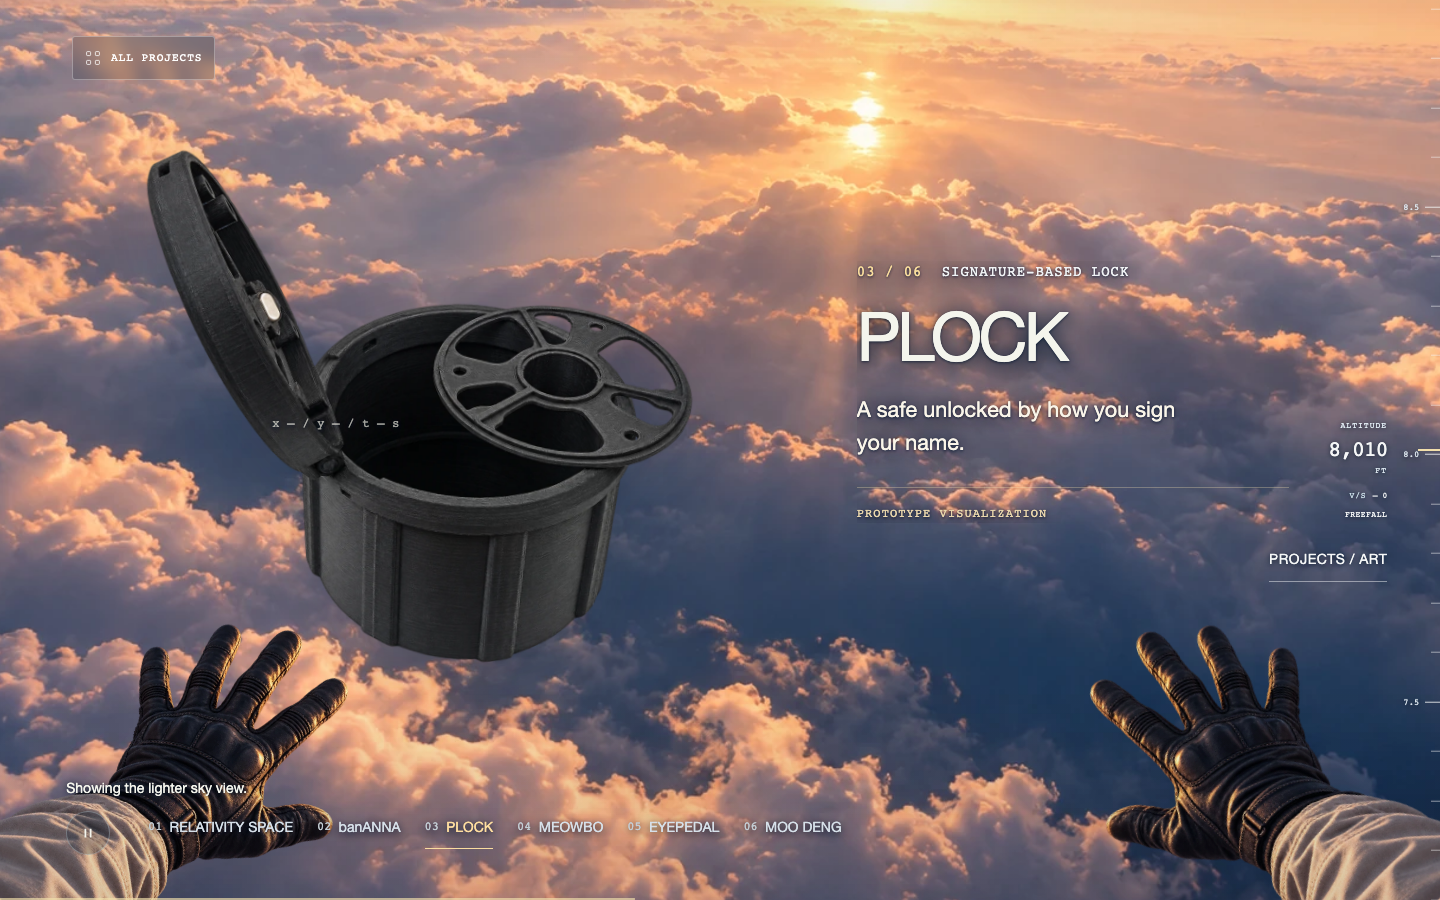 ALL PROJECTS
8.5
03 / 06 SIGNATURE-BASED LOCK
PLOCK
A safe unlocked by how you sign
your name.
x — / y — / t — s
ALTITUDE
8,010
8.0
FT
V/S — 0
FREEFALL
PROTOTYPE VISUALIZATION
PROJECTS / ART
7.5
Showing the lighter sky view.
01 RELATIVITY SPACE
02 banANNA
03 PLOCK
04 MEOWBO
05 EYEPEDAL
06 MOO DENG